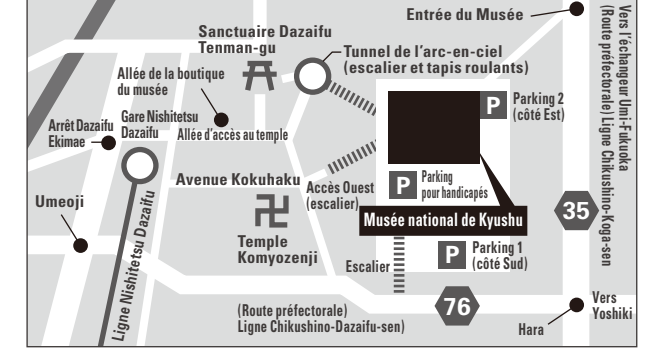 Entrée du Musée
Sanctuaire Dazaifu
Tenman-gu
Tunnel de l'arc-en-ciel
(escalier et tapis roulants)
Allée de la boutique
du musée
P
Parking 2
(côté Est)
Arrêt Dazaifu
Ekimae
Gare Nishitetsu
Dazaifu
Allée d'accès au temple
Avenue Kokuhaku
Accès Ouest
(escalier)
P
Parking
pour handicapés
Umeoji
卍
Musée national de Kyushu
35
Temple
Komyozenji
Escalier
P
Parking 1
(côté Sud)
Ligne Nishitetsu Dazaifu
(Route préfectorale)
Ligne Chikushino-Dazaifu-sen)
76
Hara
Vers
Yoshiki
Vers l'échangeur Umi-Fukuoka
(Route préfectorale) Ligne Chikushino-Koga-sen